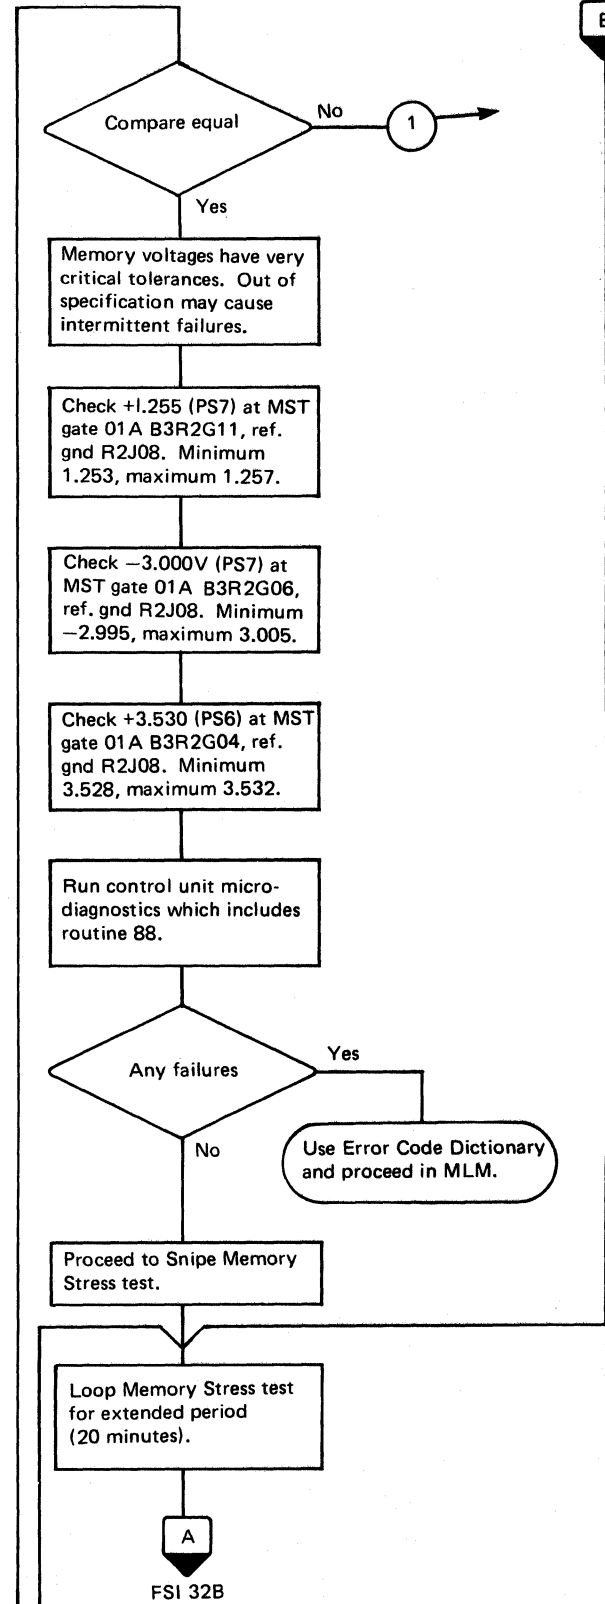 E
Compare equal
No
1
Yes
Memory voltages have very
critical tolerances. Out of
specification may cause
intermittent failures.
Check +I.255 (PS7) at MST
gate 01A B3R2G11, ref.
gnd R2J08. Minimum
1.253, maximum 1.257.
Check −3.000V (PS7) at
MST gate 01A B3R2G06,
ref. gnd R2J08. Minimum
−2.995, maximum 3.005.
Check +3.530 (PS6) at MST
gate 01A B3R2G04, ref.
gnd R2J08. Minimum
3.528, maximum 3.532.
Run control unit micro-
diagnostics which includes
routine 88.
Any failures
Yes
No
Use Error Code Dictionary
and proceed in MLM.
Proceed to Snipe Memory
Stress test.
Loop Memory Stress test
for extended period
(20 minutes).
A
FSI 32B